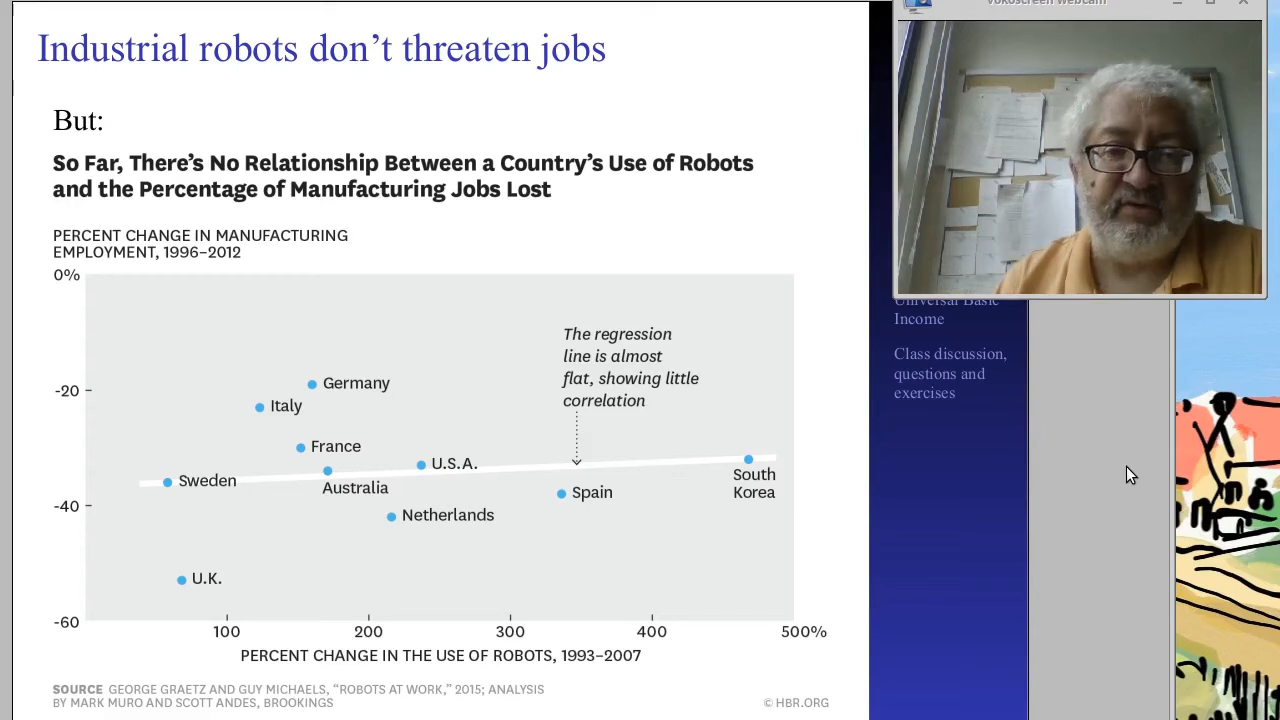 Industrial robots don't threaten jobs
But:
So Far, There's No Relationship Between a Country's Use of Robots
and the Percentage of Manufacturing Jobs Lost
PERCENT CHANGE IN MANUFACTURING
EMPLOYMENT, 1996–2012
0%
-20
-40
-60
The regression
line is almost
flat, showing little
correlation
Germany
Italy
France
U.S.A.
Sweden
Australia
South
Korea
Spain
Netherlands
U.K.
100
200
300
400
500%
PERCENT CHANGE IN THE USE OF ROBOTS, 1993–2007
SOURCE GEORGE GRAETZ AND GUY MICHAELS, "ROBOTS AT WORK," 2015; ANALYSIS
BY MARK MURO AND SCOTT ANDES, BROOKINGS
© HBR.ORG
vokoscreen webcam
Universal Basic
Income
Class discussion,
questions and
exercises